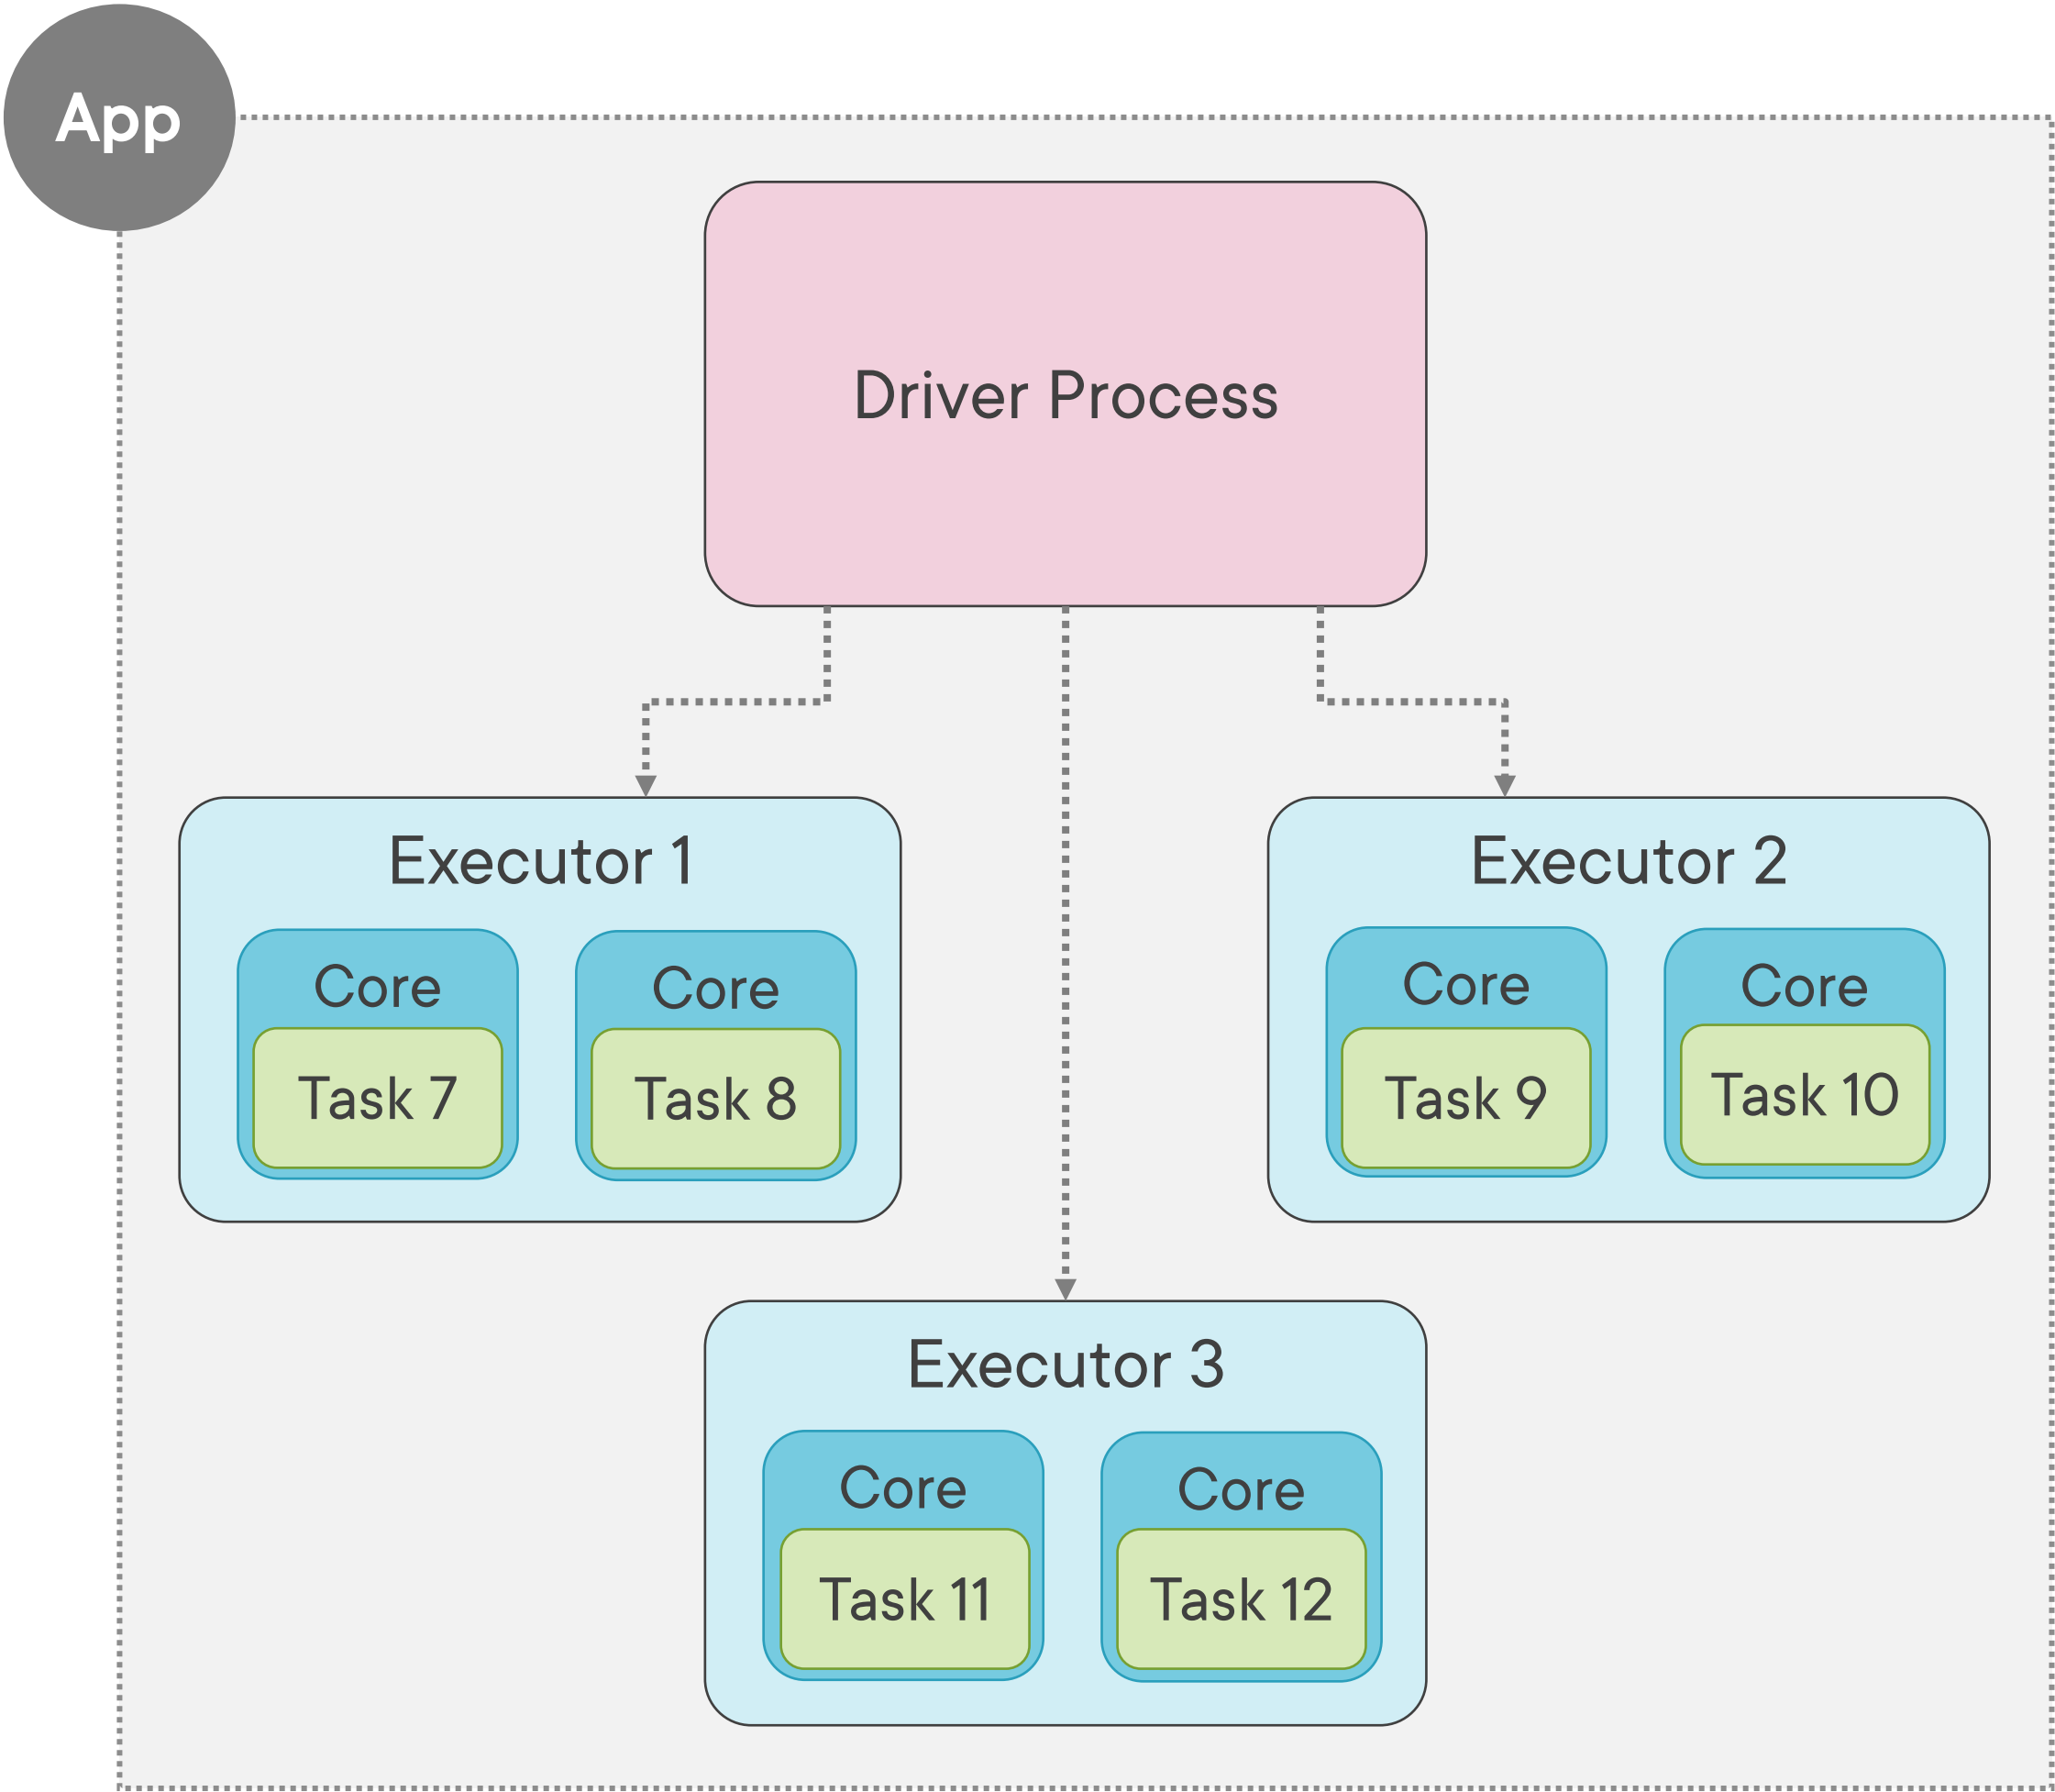 App
Driver Process
Executor 1
Core
Task 7
Core
Task 8
Executor 2
Core
Task 9
Core
Task 10
Executor 3
Core
Task 11
Core
Task 12